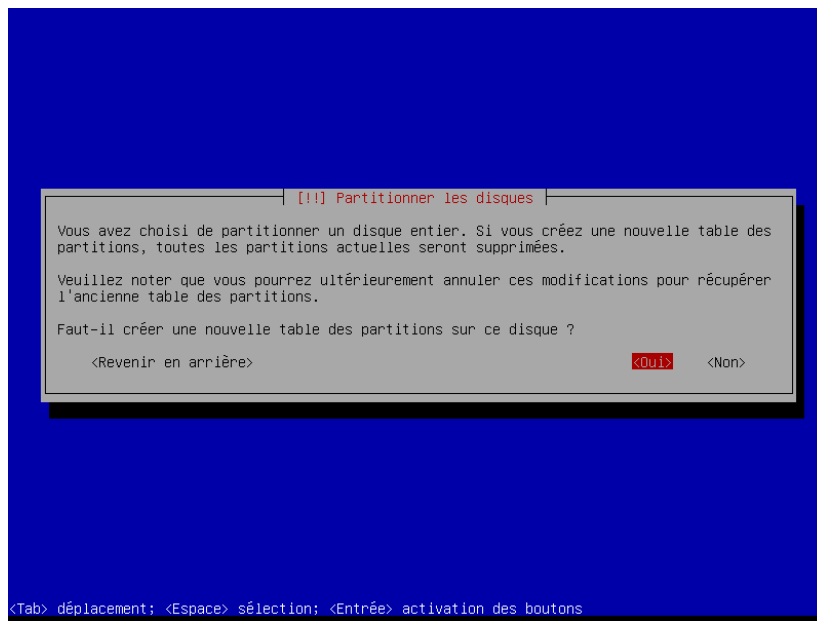 [!!] Partitionner les disques
Vous avez choisi de partitionner un disque entier. Si vous créez une nouvelle table des
partitions, toutes les partitions actuelles seront supprimées.
Veuillez noter que vous pourrez ultérieurement annuler ces modifications pour récupérer
l'ancienne table des partitions.
Faut-il créer une nouvelle table des partitions sur ce disque ?
<Revenir en arrière> <Oui> <Non>
<Tab> déplacement; <Espace> sélection; <Entrée> activation des boutons